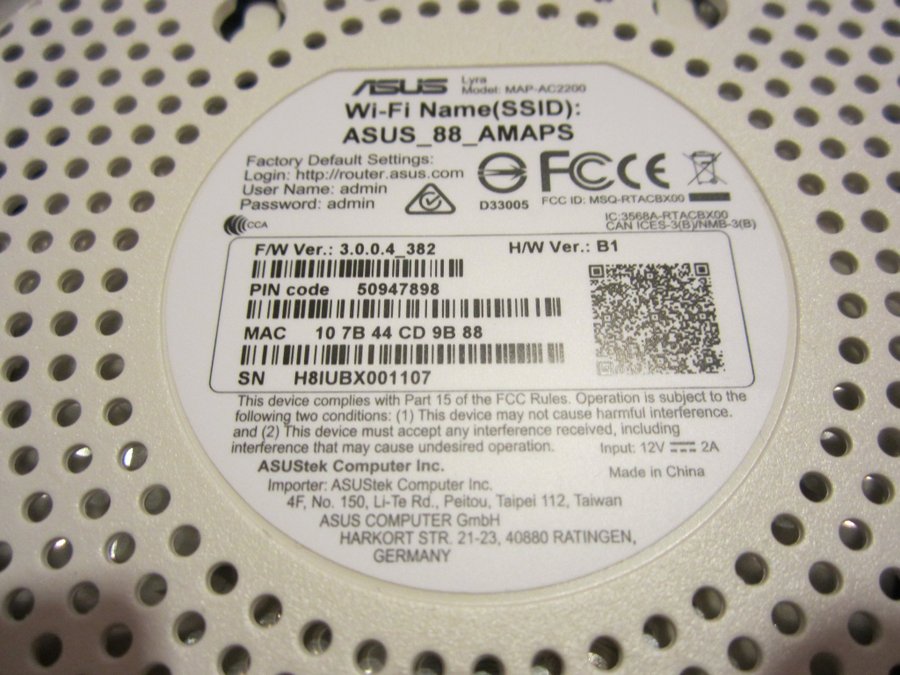 ASUS Lyra
Model: MAP-AC2200
Wi-Fi Name(SSID):
ASUS_88_AMAPS
Factory Default Settings:
Login: http://router.asus.com
User Name: admin
Password: admin
D33005
FCC ID: MSQ-RTACBX00
IC:3568A-RTACBX00
CAN ICES-3(B)/NMB-3(B)
CCA
F/W Ver.: 3.0.0.4_382 H/W Ver.: B1
PIN code 50947898
MAC 10 7B 44 CD 9B 88
SN H8IUBX001107
This device complies with Part 15 of the FCC Rules. Operation is subject to the
following two conditions: (1) This device may not cause harmful interference.
and (2) This device must accept any interference received, including
interference that may cause undesired operation.
Input: 12V 2A
ASUStek Computer Inc.
Made in China
Importer: ASUStek Computer Inc.
4F, No. 150, Li-Te Rd., Peitou, Taipei 112, Taiwan
ASUS COMPUTER GmbH
HARKORT STR. 21-23, 40880 RATINGEN,
GERMANY